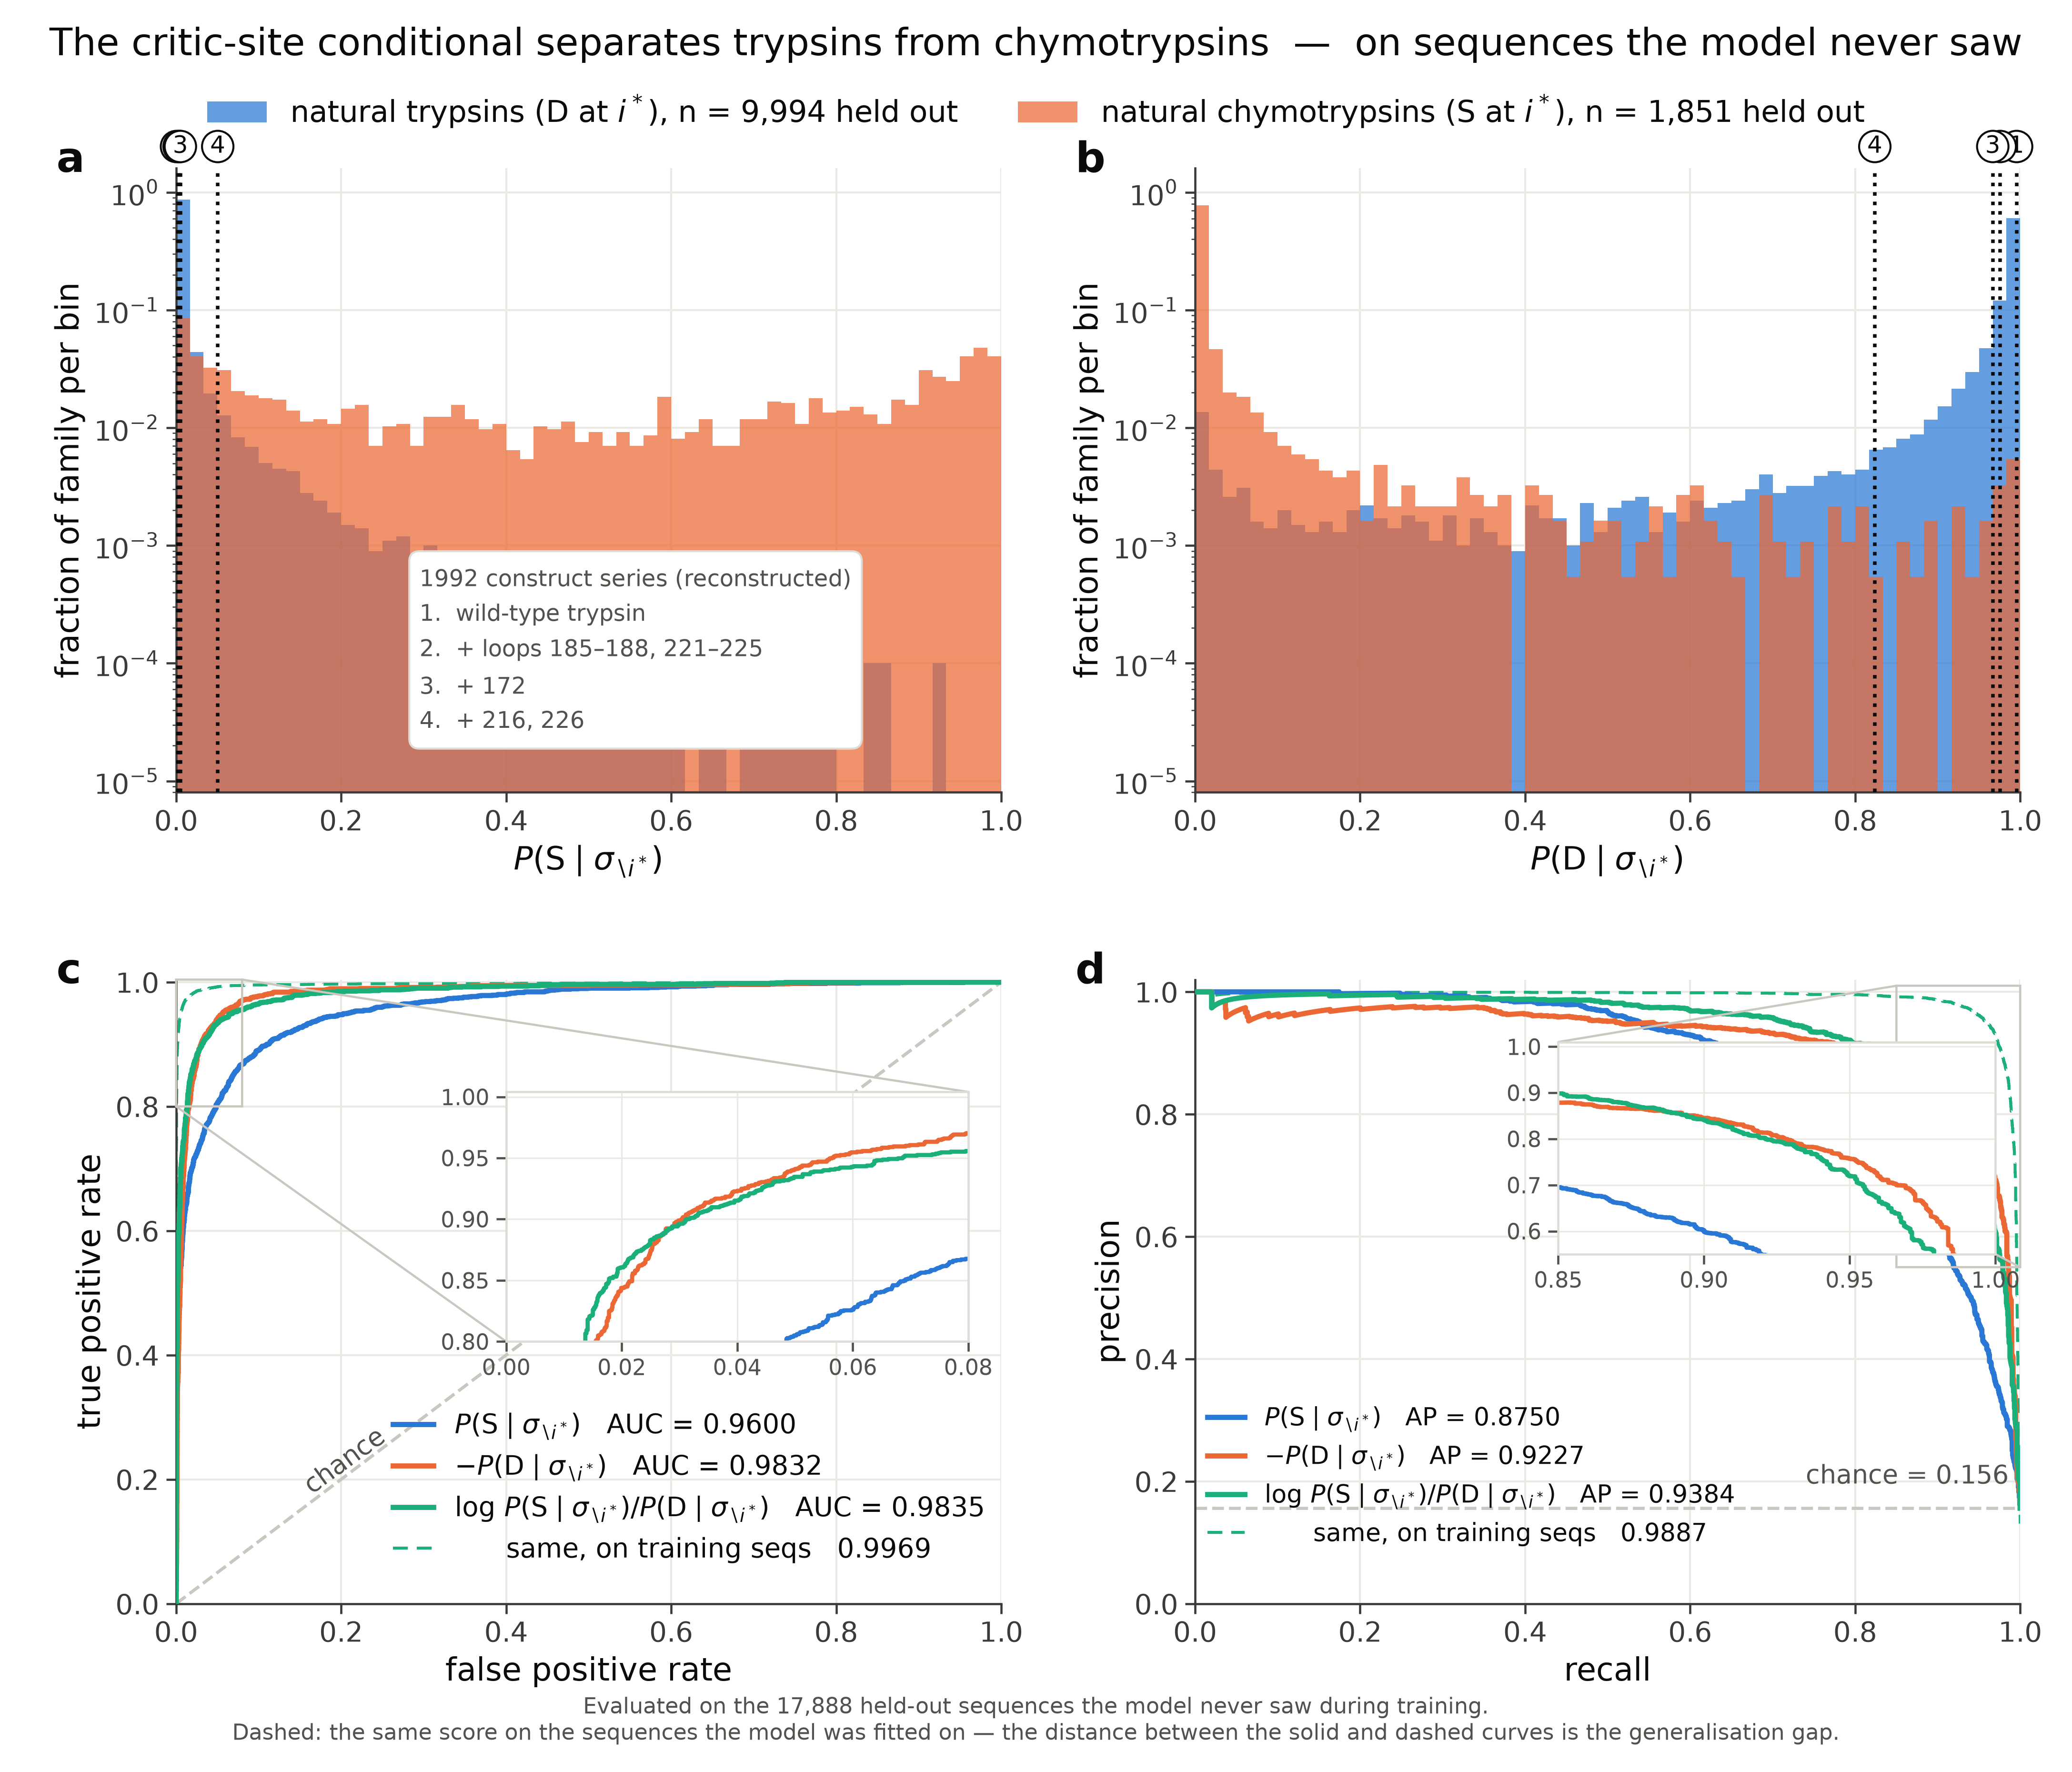 The critic-site conditional separates trypsins from chymotrypsins — on sequences the model never saw
natural trypsins (D at i*), n = 9,994 held out
natural chymotrypsins (S at i*), n = 1,851 held out
a
3
4
10⁰
10⁻¹
10⁻²
10⁻³
10⁻⁴
10⁻⁵
fraction of family per bin
1992 construct series (reconstructed)
1. wild-type trypsin
2. + loops 185–188, 221–225
3. + 172
4. + 216, 226
0.0 0.2 0.4 0.6 0.8 1.0
P(S | σ\i*)
b
4
3
1
10⁰
10⁻¹
10⁻²
10⁻³
10⁻⁴
10⁻⁵
fraction of family per bin
0.0 0.2 0.4 0.6 0.8 1.0
P(D | σ\i*)
c
1.0
0.8
0.6
0.4
0.2
0.0
true positive rate
1.00
0.95
0.90
0.85
0.80
0.00 0.02 0.04 0.06 0.08
chance
P(S | σ\i*) AUC = 0.9600
−P(D | σ\i*) AUC = 0.9832
log P(S | σ\i*)/P(D | σ\i*) AUC = 0.9835
same, on training seqs 0.9969
0.0 0.2 0.4 0.6 0.8 1.0
false positive rate
d
1.0
0.8
0.6
0.4
0.2
0.0
precision
1.0
0.9
0.8
0.7
0.6
0.85 0.90 0.95 1.00
P(S | σ\i*) AP = 0.8750
−P(D | σ\i*) AP = 0.9227
chance = 0.156
log P(S | σ\i*)/P(D | σ\i*) AP = 0.9384
same, on training seqs 0.9887
0.0 0.2 0.4 0.6 0.8 1.0
recall
Evaluated on the 17,888 held-out sequences the model never saw during training.
Dashed: the same score on the sequences the model was fitted on — the distance between the solid and dashed curves is the generalisation gap.